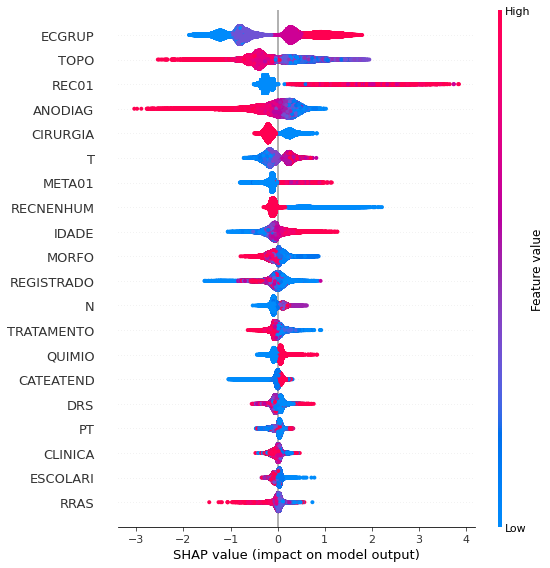 High
ECGRUP
TOPO
REC01
ANODIAG
CIRURGIA
T
META01
RECNENHUM
IDADE
MORFO
REGISTRADO
N
TRATAMENTO
QUIMIO
CATEATEND
DRS
PT
CLINICA
ESCOLARI
RRAS
Feature value
Low
−3 −2 −1 0 1 2 3 4
SHAP value (impact on model output)